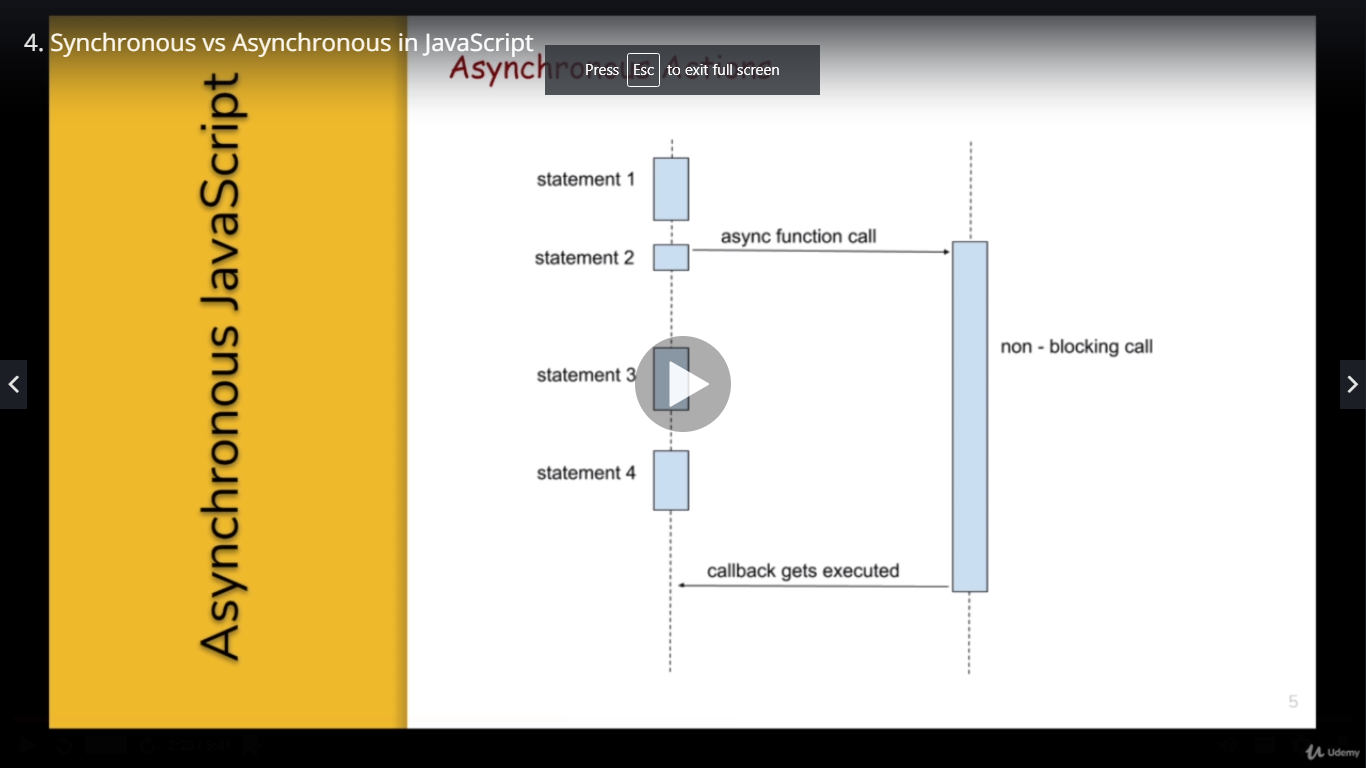 4. Synchronous vs Asynchronous in JavaScript
Press Esc to exit full screen
Asynchronous JavaScript
statement 1
async function call
statement 2
non - blocking call
statement 3
statement 4
callback gets executed
5
Udemy